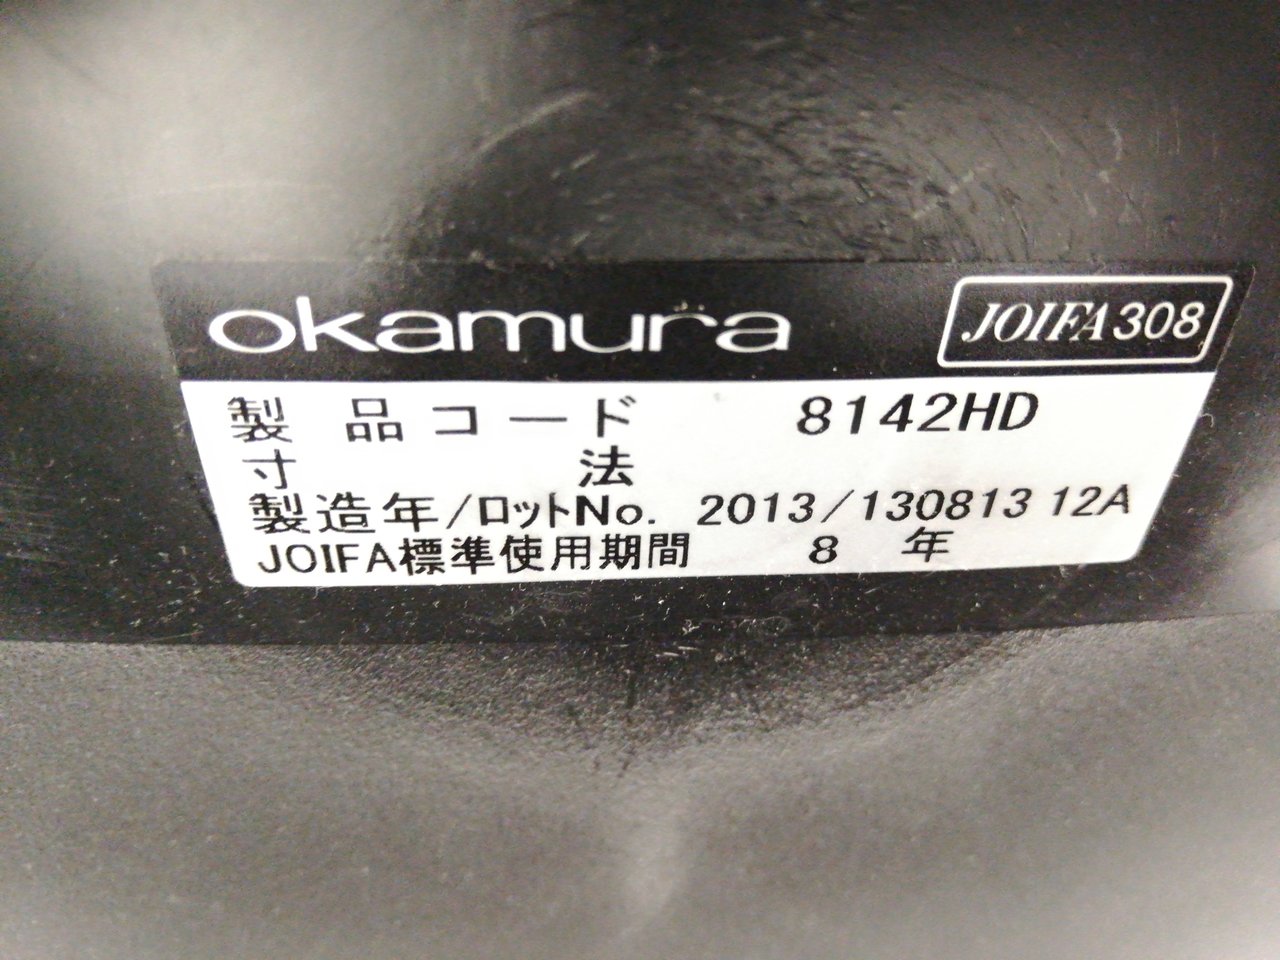 okamura JOIFA308
製品コード 8142HD
寸法
製造年/ロットNo. 2013/130813 12A
JOIFA標準使用期間 8 年